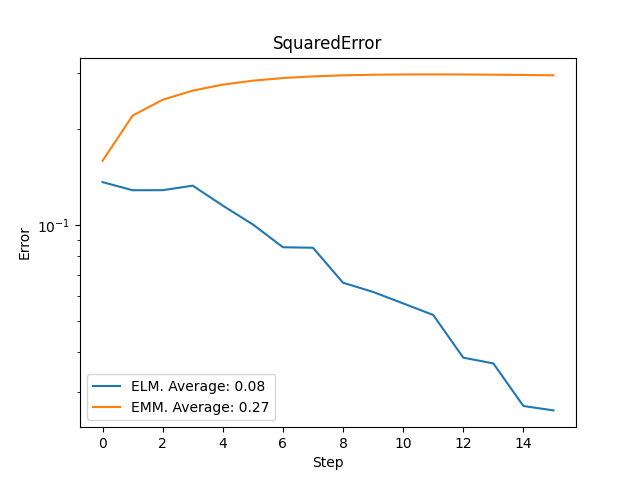 SquaredError
Error
10⁻¹
ELM. Average: 0.08
EMM. Average: 0.27
0 2 4 6 8 10 12 14
Step